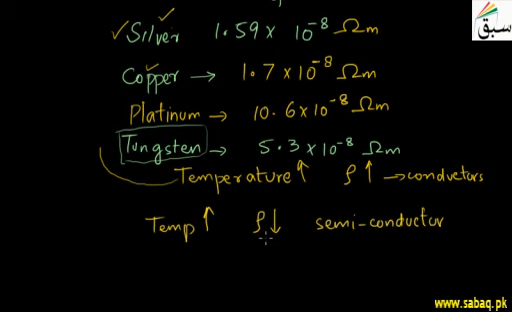 سبق
✓Silver✓ 1.59 × 10⁻⁸ Ωm
Copper → 1.7 × 10⁻⁸ Ωm
Platinum → 10.6 × 10⁻⁸ Ωm
Tungsten → 5.3 × 10⁻⁸ Ωm
Temperature ↑ ρ ↑ → conductors
Temp ↑ ρ ↓ semi-conductor
www.sabaq.pk